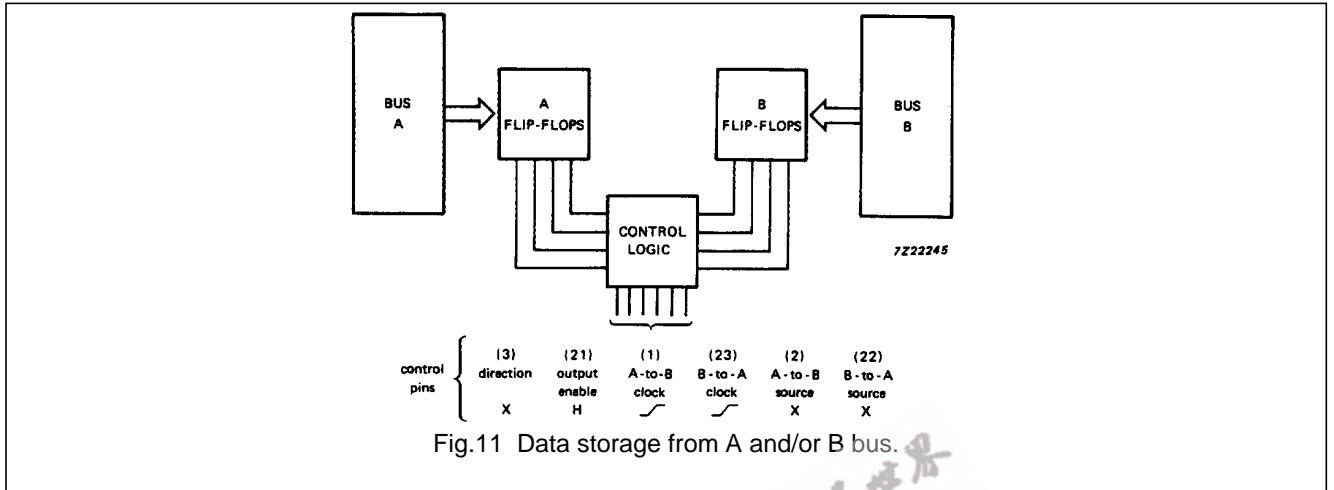 BUS
A
A
FLIP-FLOPS
B
FLIP-FLOPS
BUS
B
CONTROL
LOGIC
7Z22245
control
pins
(3) (21) (1) (23) (2) (22)
direction output A-to-B B-to-A A-to-B B-to-A
enable clock clock source source
X H X X
Fig.11 Data storage from A and/or B bus.